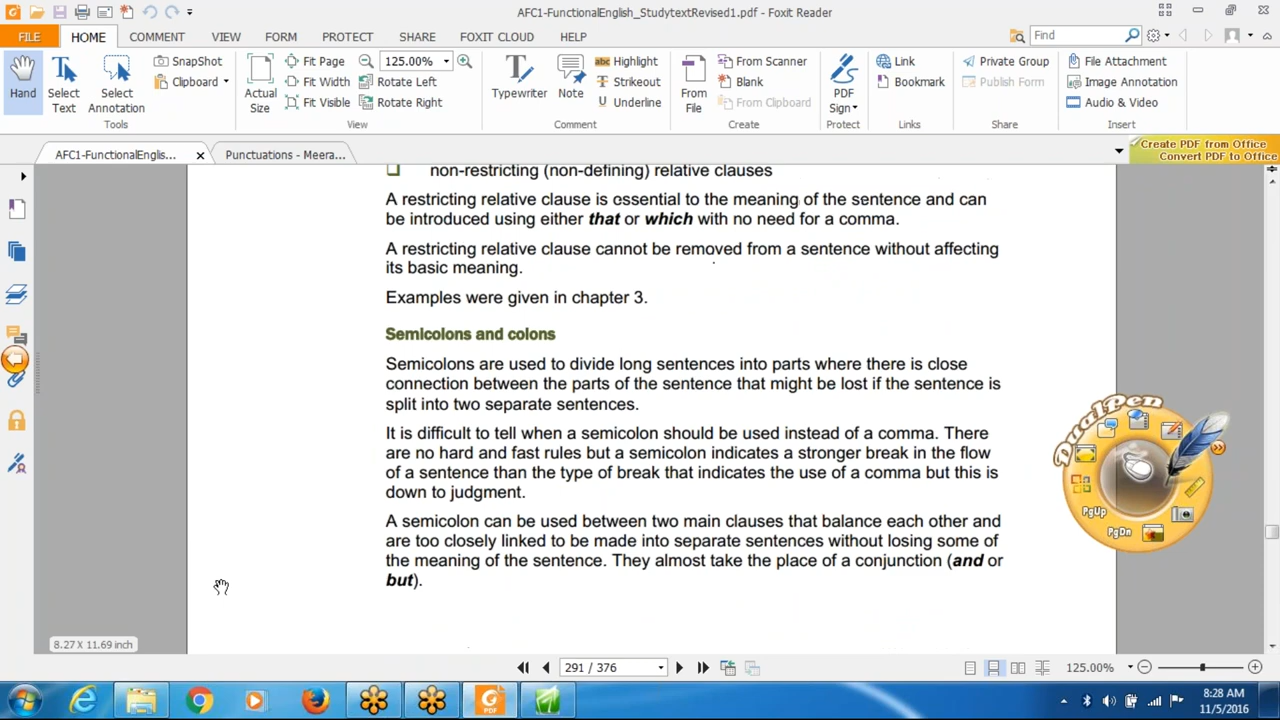 AFC1-FunctionalEnglish_StudytextRevised1.pdf - Foxit Reader
FILE HOME COMMENT VIEW FORM PROTECT SHARE FOXIT CLOUD HELP Find
Hand
Select Text
Select Annotation
SnapShot
Clipboard
Tools
Actual Size
Fit Page
Fit Width
Fit Visible
125.00%
Rotate Left
Rotate Right
View
Typewriter
Note
Highlight
Strikeout
Underline
Comment
From File
From Scanner
Blank
From Clipboard
Create
PDF Sign
Protect
Link
Bookmark
Links
Private Group
Publish Form
Share
File Attachment
Image Annotation
Audio & Video
Insert
AFC1-FunctionalEnglis... Punctuations - Meera...
Create PDF from Office
Convert PDF to Office
non-restricting (non-defining) relative clauses
A restricting relative clause is essential to the meaning of the sentence and can
be introduced using either that or which with no need for a comma.
A restricting relative clause cannot be removed from a sentence without affecting
its basic meaning.
Examples were given in chapter 3.
Semicolons and colons
Semicolons are used to divide long sentences into parts where there is close
connection between the parts of the sentence that might be lost if the sentence is
split into two separate sentences.
It is difficult to tell when a semicolon should be used instead of a comma. There
are no hard and fast rules but a semicolon indicates a stronger break in the flow
of a sentence than the type of break that indicates the use of a comma but this is
down to judgment.
A semicolon can be used between two main clauses that balance each other and
are too closely linked to be made into separate sentences without losing some of
the meaning of the sentence. They almost take the place of a conjunction (and or
but).
DualPen
PgUp
PgDn
8.27 X 11.69 inch
291 / 376
125.00%
PDF
8:28 AM
11/5/2016